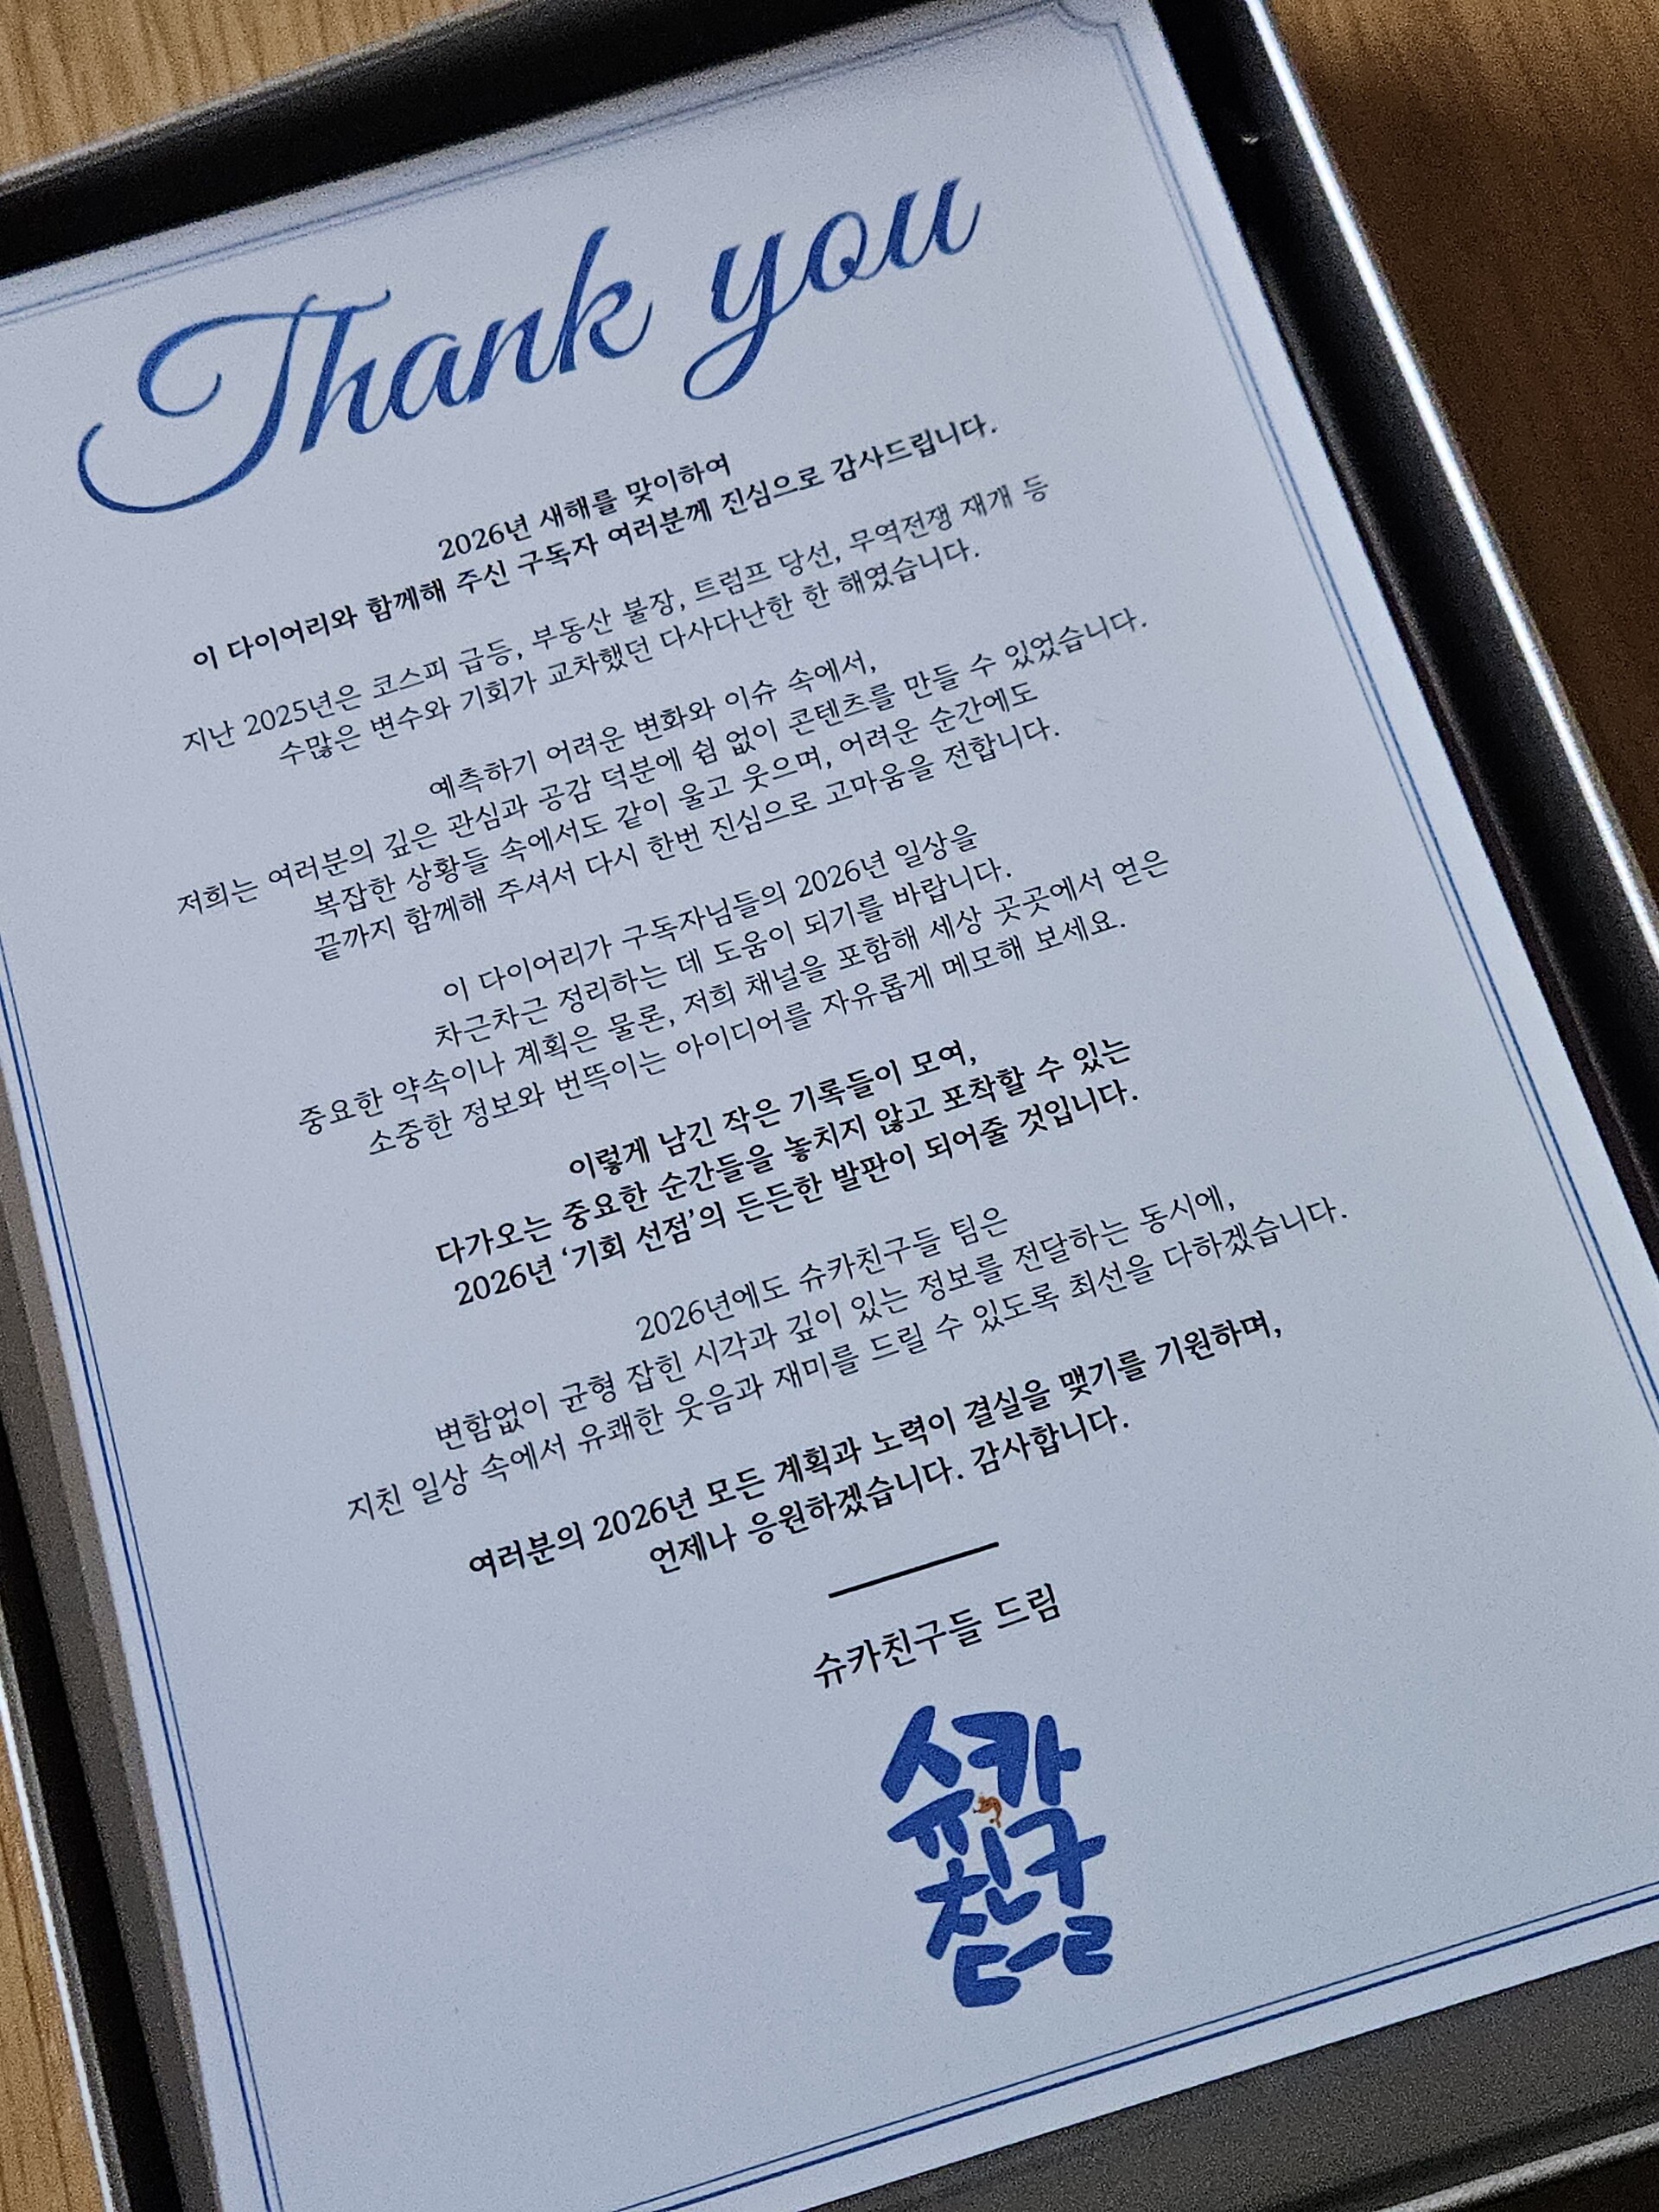 Thank you
2026년 새해를 맞이하여
이 다이어리와 함께해 주신 구독자 여러분께 진심으로 감사드립니다.
지난 2025년은 코스피 급등, 부동산 불장, 트럼프 당선, 무역전쟁 재개 등
수많은 변수와 기회가 교차했던 다사다난한 한 해였습니다.
예측하기 어려운 변화와 이슈 속에서,
저희는 여러분의 깊은 관심과 공감 덕분에 쉼 없이 콘텐츠를 만들 수 있었습니다.
복잡한 상황들 속에서도 같이 울고 웃으며, 어려운 순간에도
끝까지 함께해 주셔서 다시 한번 진심으로 고마움을 전합니다.
이 다이어리가 구독자님들의 2026년 일상을
차근차근 정리하는 데 도움이 되기를 바랍니다.
중요한 약속이나 계획은 물론, 저희 채널을 포함해 세상 곳곳에서 얻은
소중한 정보와 번뜩이는 아이디어를 자유롭게 메모해 보세요.
이렇게 남긴 작은 기록들이 모여,
다가오는 중요한 순간들을 놓치지 않고 포착할 수 있는
2026년 ‘기회 선점’의 든든한 발판이 되어줄 것입니다.
2026년에도 슈카친구들 팀은
변함없이 균형 잡힌 시각과 깊이 있는 정보를 전달하는 동시에,
지친 일상 속에서 유쾌한 웃음과 재미를 드릴 수 있도록 최선을 다하겠습니다.
여러분의 2026년 모든 계획과 노력이 결실을 맺기를 기원하며,
언제나 응원하겠습니다. 감사합니다.
슈카친구들 드림
슈카
친구
들